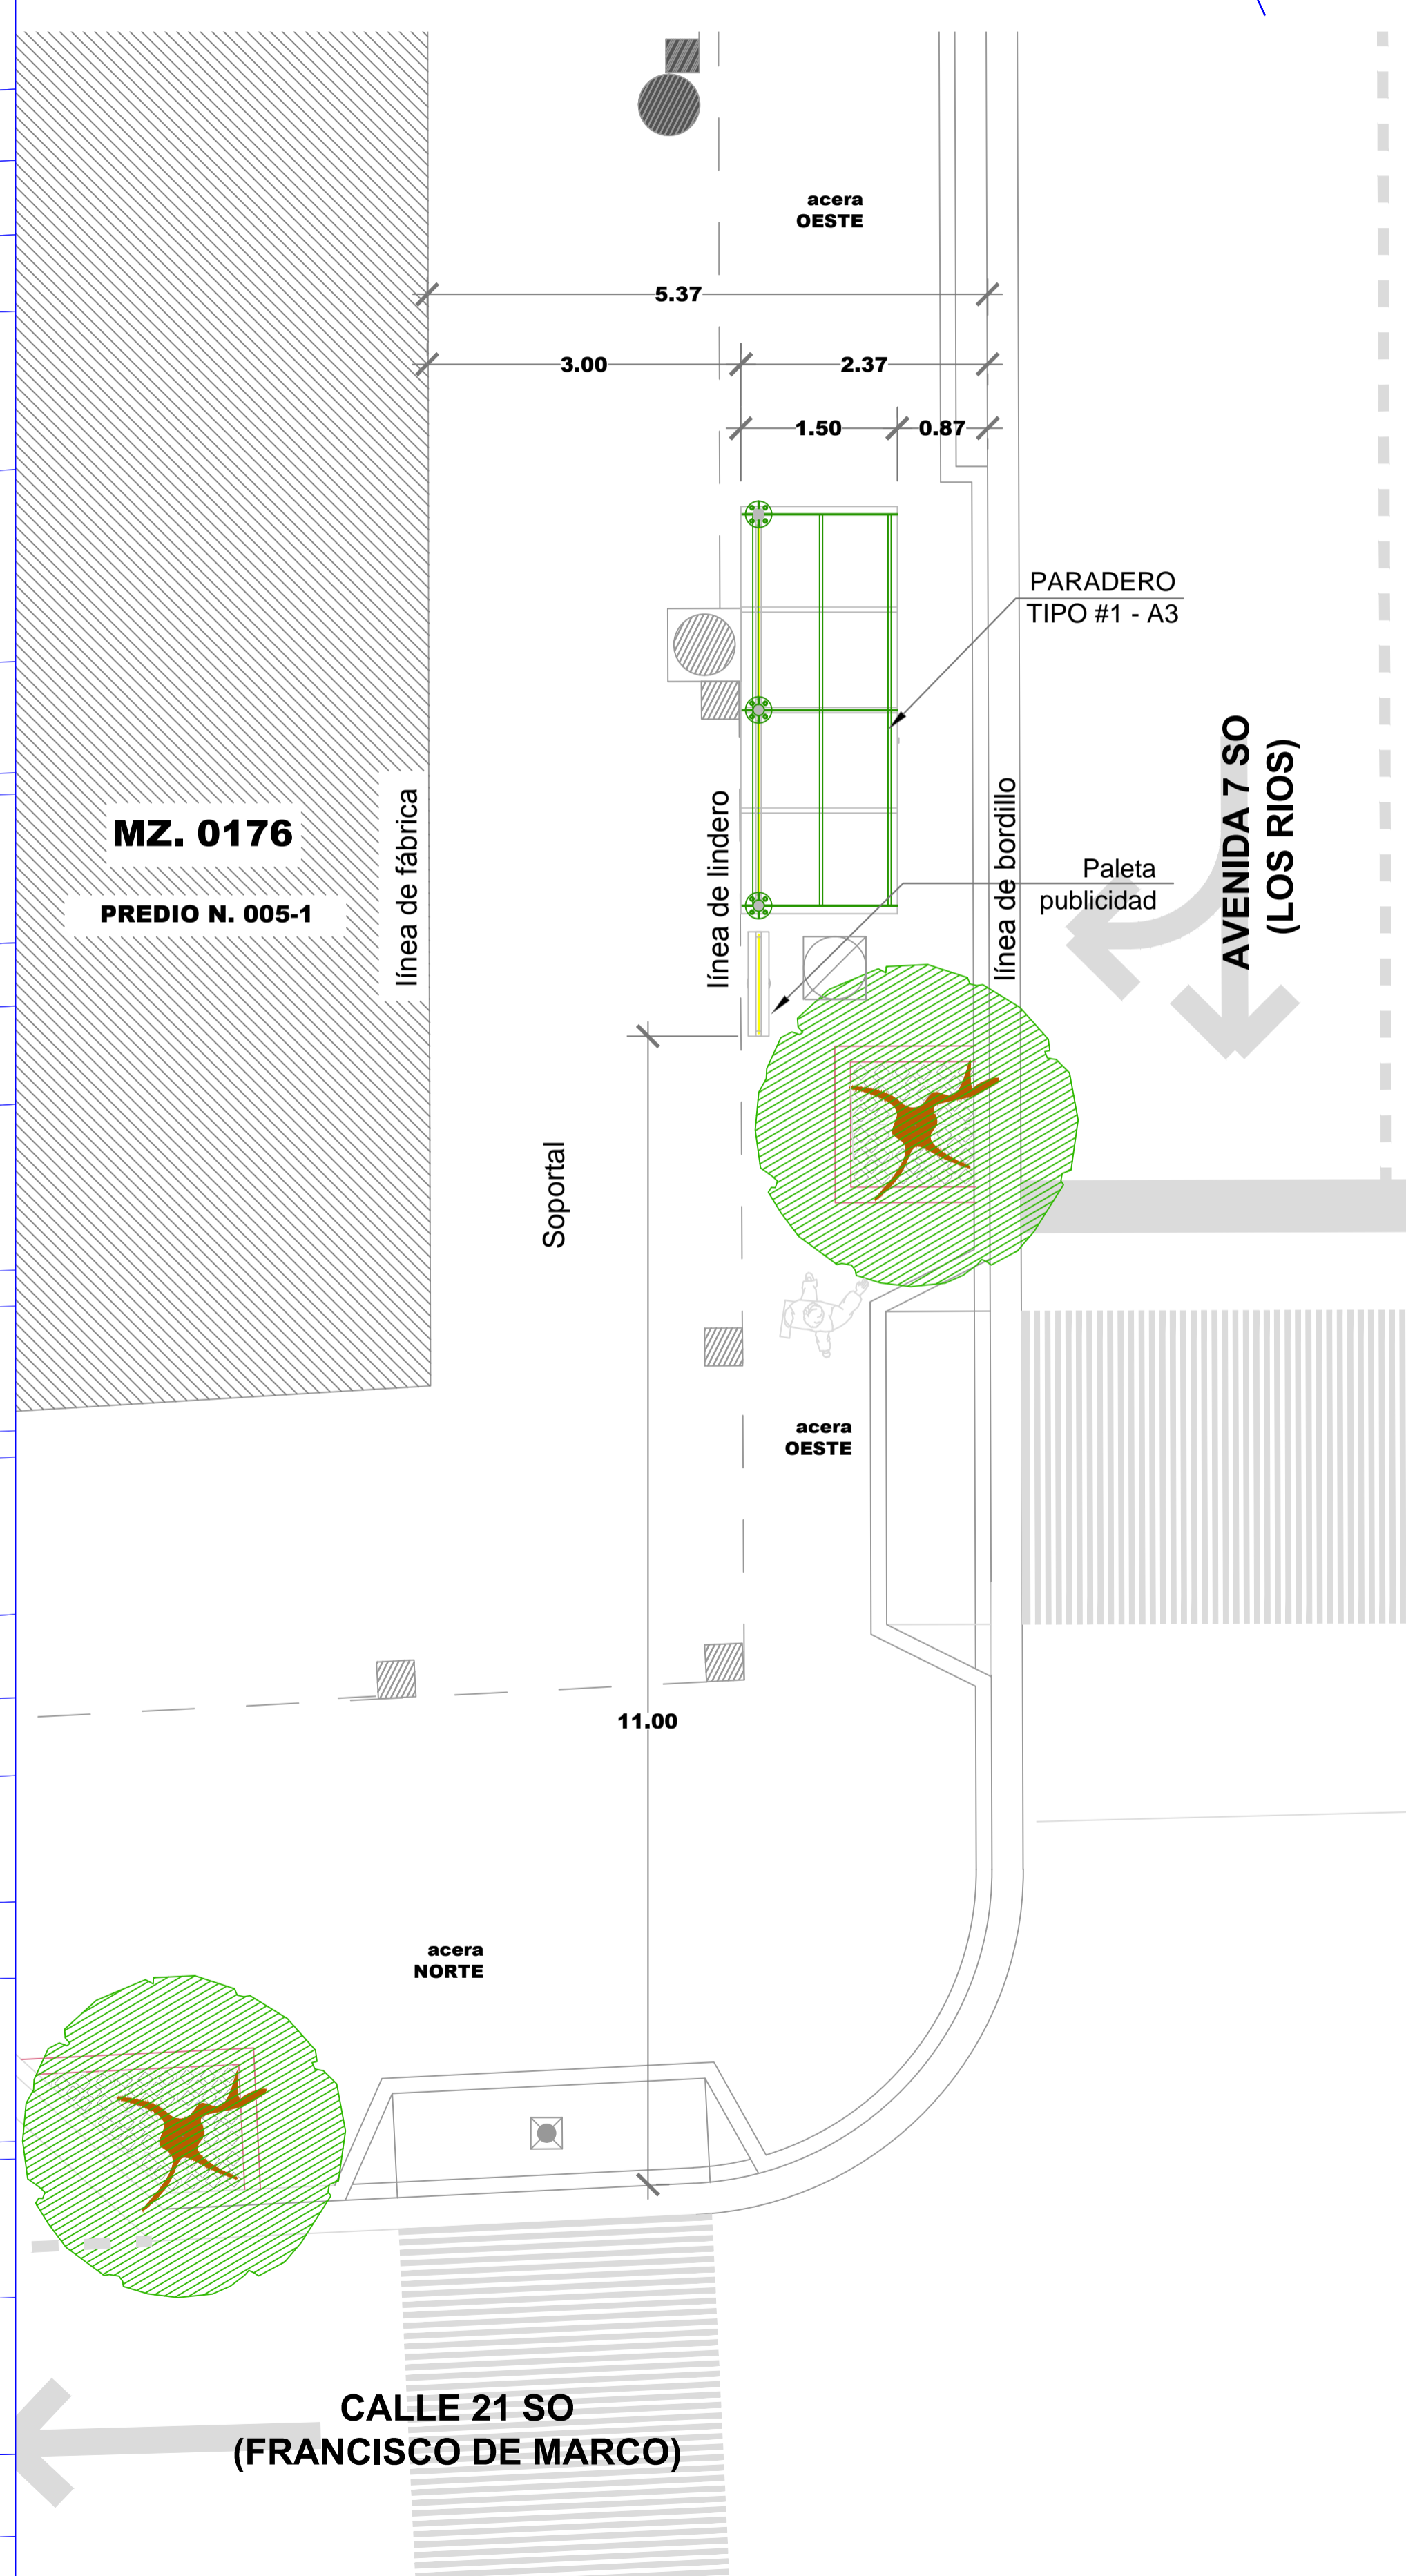 acera
OESTE
5.37
3.00
2.37
1.50
0.87
PARADERO
TIPO #1 - A3
AVENIDA 7 SO
(LOS RIOS)
MZ. 0176
PREDIO N. 005-1
línea de fábrica
línea de lindero
línea de bordillo
Paleta
publicidad
Soportal
acera
OESTE
11.00
acera
NORTE
CALLE 21 SO
(FRANCISCO DE MARCO)